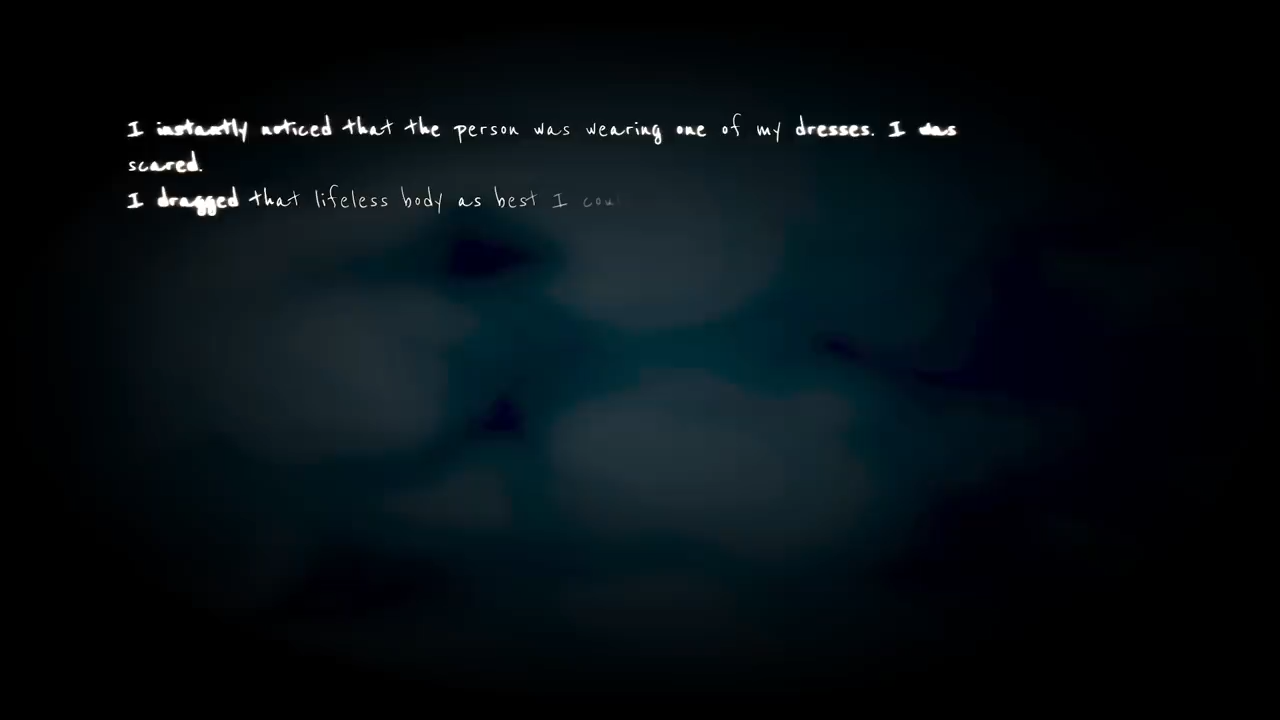 I instantly noticed that the person was wearing one of my dresses. I was
scared.
I dragged that lifeless body as best I